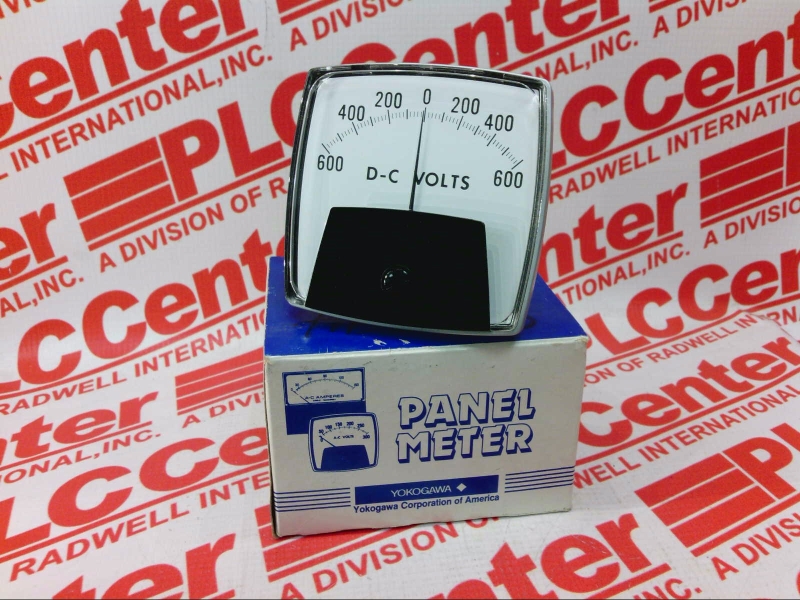 600 400 200 0 200 400 600
D-C VOLTS
D-C AMPERES
D-C VOLTS
PANEL
METER
YOKOGAWA
Yokogawa Corporation of America
PLCCenter
A DIVISION OF RADWELL INTERNATIONAL, INC.